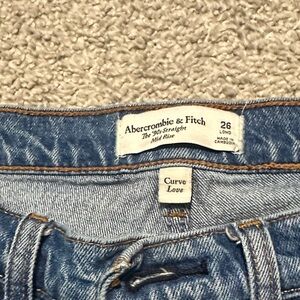 Abercrombie & Fitch
The '90s Straight
Mid Rise
26
LONG
MADE IN
CAMBODIA
Curve
Love